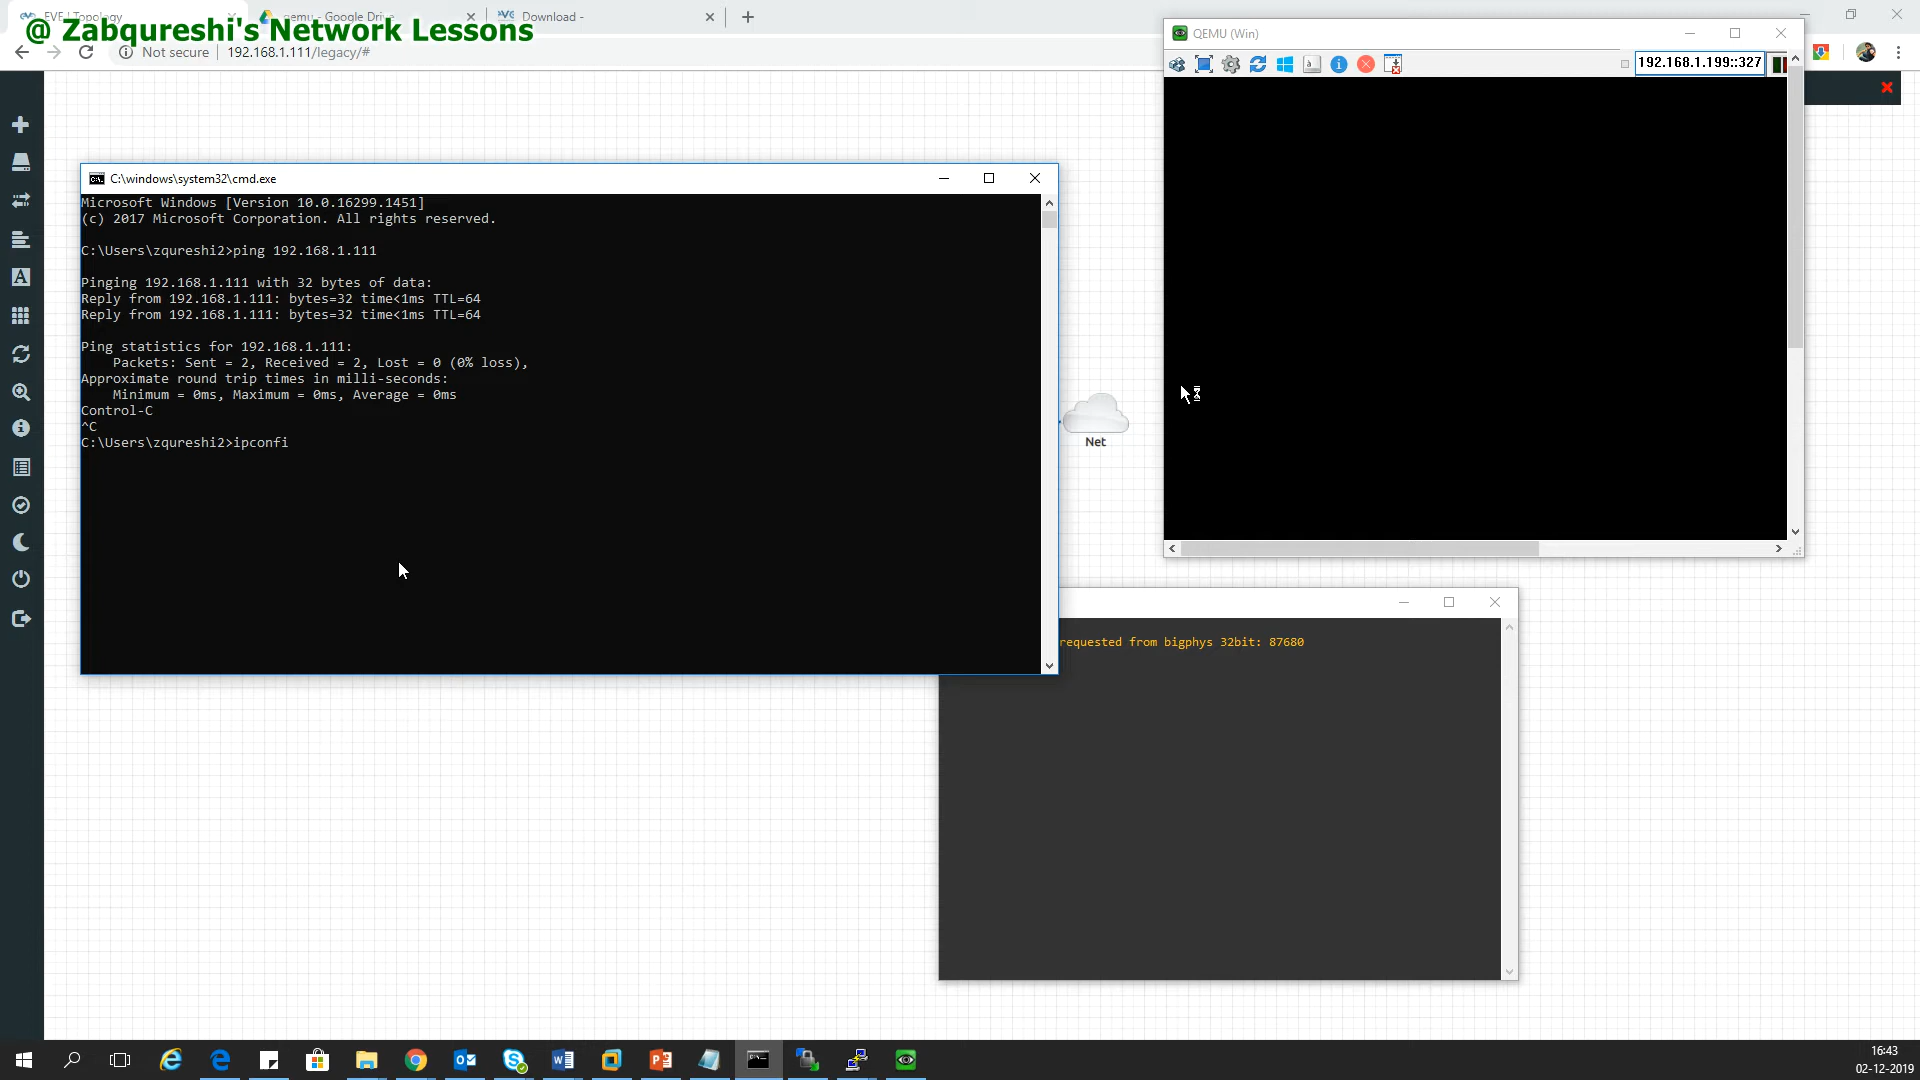 EVE | Topology
qemu - Google Drive
Download -
@ Zabqureshi's Network Lessons
Not secure
192.168.1.111/legacy/#
QEMU (Win)
192.168.1.199::327
C:\windows\system32\cmd.exe
Microsoft Windows [Version 10.0.16299.1451]
(c) 2017 Microsoft Corporation. All rights reserved.
C:\Users\zqureshi2>ping 192.168.1.111
Pinging 192.168.1.111 with 32 bytes of data:
Reply from 192.168.1.111: bytes=32 time<1ms TTL=64
Reply from 192.168.1.111: bytes=32 time<1ms TTL=64
Ping statistics for 192.168.1.111:
Packets: Sent = 2, Received = 2, Lost = 0 (0% loss),
Approximate round trip times in milli-seconds:
Minimum = 0ms, Maximum = 0ms, Average = 0ms
Control-C
^C
C:\Users\zqureshi2>ipconfi
Net
requested from bigphys 32bit: 87680
16:43
02-12-2019